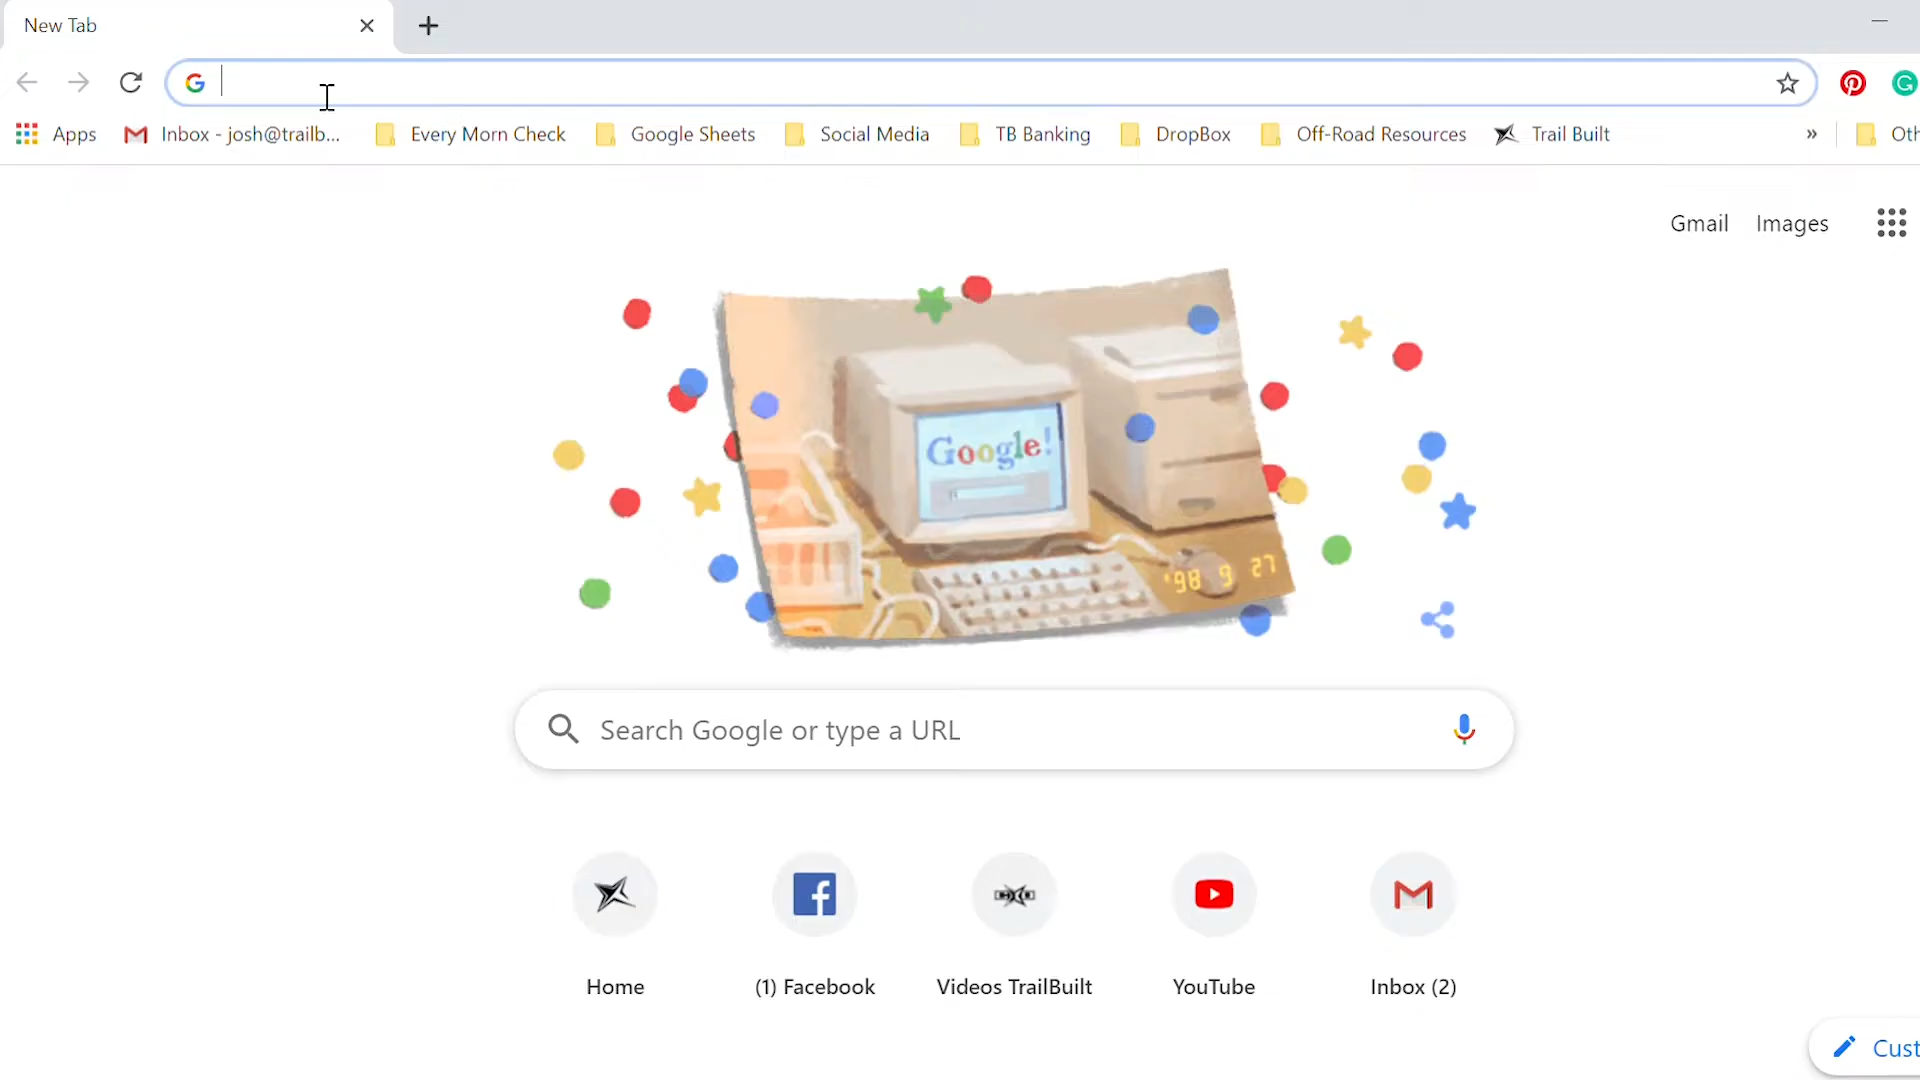 New Tab
Apps Inbox - josh@trailb... Every Morn Check Google Sheets Social Media TB Banking DropBox Off-Road Resources Trail Built » Oth
Gmail Images
Google!
'98 9 27
Search Google or type a URL
Home (1) Facebook Videos TrailBuilt YouTube Inbox (2)
Cust